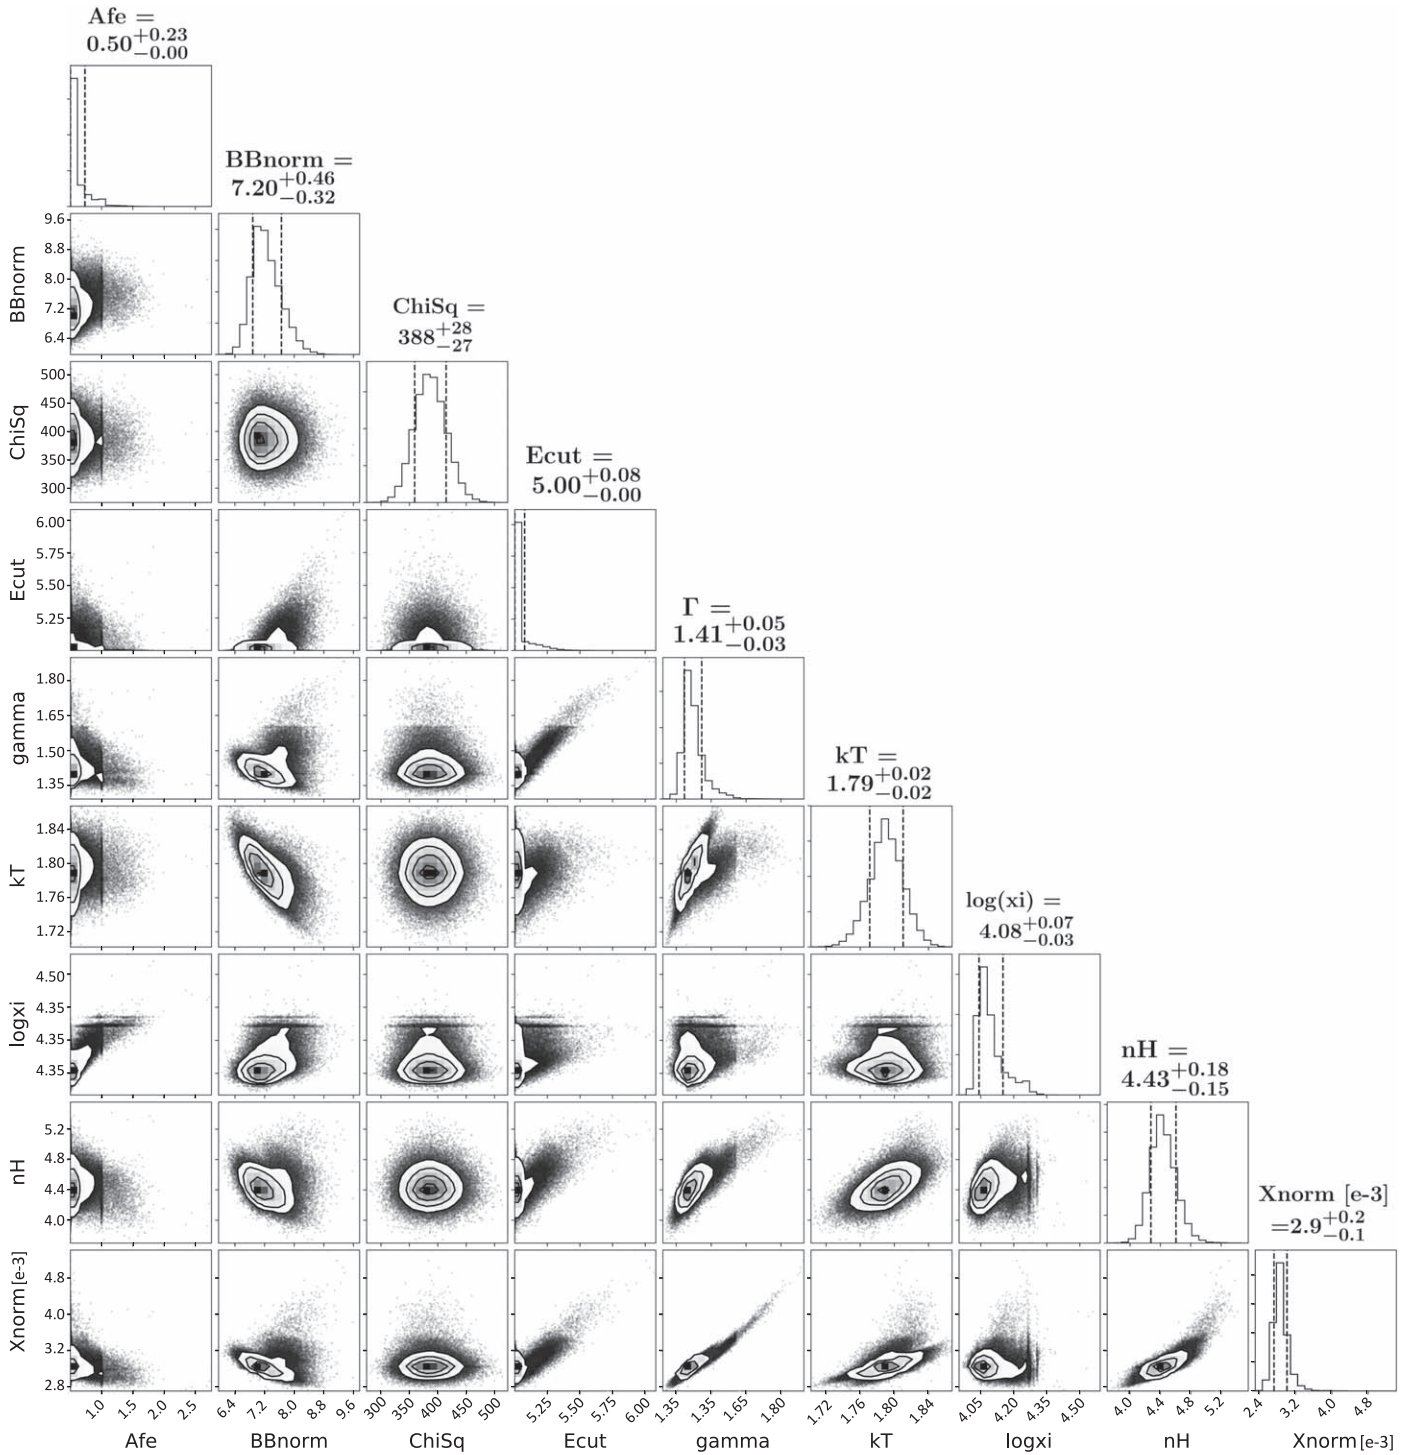 Afe =
0.50+0.23−0.00
BBnorm =
7.20+0.46−0.32
9.6
8.8
8.0
7.2
6.4
BBnorm
ChiSq =
388+28−27
500
450
400
350
300
ChiSq
Ecut =
5.00+0.08−0.00
6.00
5.75
5.50
5.25
Ecut
Γ =
1.41+0.05−0.03
1.80
1.65
1.50
1.35
gamma
kT =
1.79+0.02−0.02
1.84
1.80
1.76
1.72
kT
log(xi) =
4.08+0.07−0.03
4.50
4.35
4.35
4.35
logxi
nH =
4.43+0.18−0.15
5.2
4.8
4.4
4.0
nH
Xnorm [e-3]
=2.9+0.2−0.1
4.8
4.0
3.2
2.8
Xnorm[e-3]
1.0 1.5 2.0 2.5
6.4 7.2 8.0 8.8 9.6
300 350 400 450 500
5.25 5.50 5.75 6.00
1.35 1.35 1.65 1.80
1.72 1.76 1.80 1.84
4.05 4.20 4.35 4.50
4.0 4.4 4.8 5.2
2.4 3.2 4.0 4.8
Afe BBnorm ChiSq Ecut gamma kT logxi nH Xnorm[e-3]